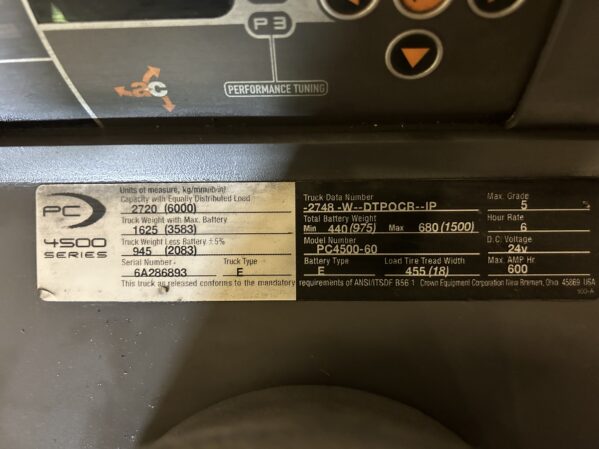 P3
PERFORMANCE TUNING
ac
PC
4500
SERIES
Units of measure, kg/mm(lb/in)
Capacity with Equally Distributed Load
2720 (6000)
Truck Weight with Max. Battery
1625 (3583)
Truck Weight Less Battery ±5%
945 (2083)
Serial Number Truck Type
6A286893 E
Truck Data Number
-2748 -W--DTPOCR--IP
Total Battery Weight
Min 440 (975) Max 680 (1500)
Model Number
PC4500-60
Battery Type Load Tire Tread Width
E 455 (18)
Max. Grade
5 %
Hour Rate
6
D.C. Voltage
24v
Max. AMP Hr
600
This truck as released conforms to the mandatory requirements of ANSI/ITSDF B56 1 Crown Equipment Corporation New Bremen, Ohio 45869 USA